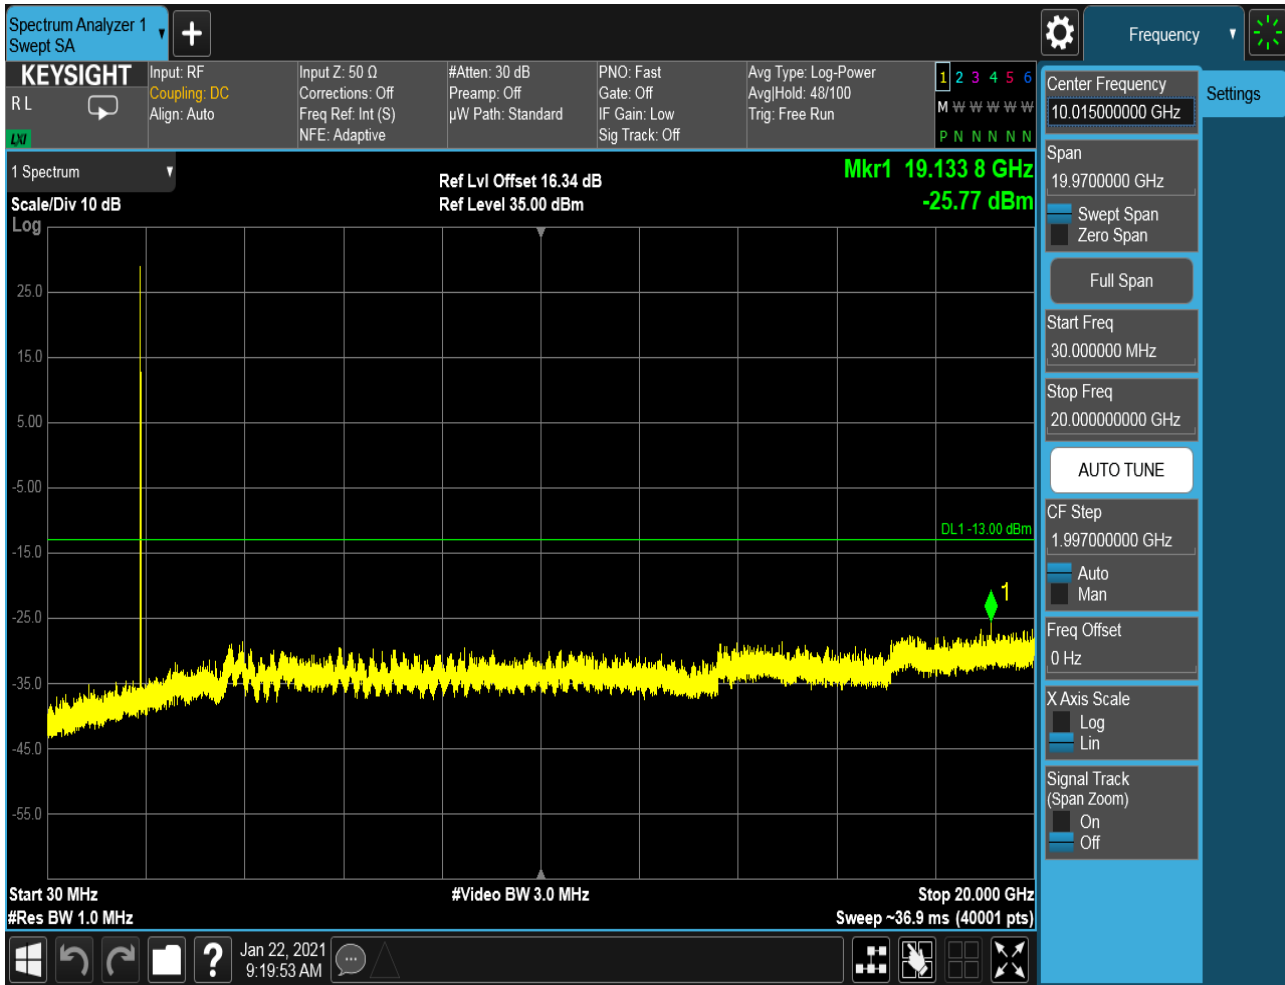 Spectrum Analyzer 1
Swept SA
Frequency
KEYSIGHT
R L
LXI
Input: RF
Coupling: DC
Align: Auto
Input Z: 50 Ω
Corrections: Off
Freq Ref: Int (S)
NFE: Adaptive
#Atten: 30 dB
Preamp: Off
µW Path: Standard
PNO: Fast
Gate: Off
IF Gain: Low
Sig Track: Off
Avg Type: Log-Power
Avg|Hold: 48/100
Trig: Free Run
1 2 3 4 5 6
M W W W W W
P N N N N N
1 Spectrum
Scale/Div 10 dB
Log
Ref Lvl Offset 16.34 dB
Ref Level 35.00 dBm
Mkr1 19.133 8 GHz
-25.77 dBm
25.0
15.0
5.00
-5.00
-15.0
-25.0
-35.0
-45.0
-55.0
DL1 -13.00 dBm
1
Start 30 MHz
#Res BW 1.0 MHz
#Video BW 3.0 MHz
Stop 20.000 GHz
Sweep ~36.9 ms (40001 pts)
Center Frequency
10.015000000 GHz
Span
19.9700000 GHz
Swept Span
Zero Span
Full Span
Start Freq
30.000000 MHz
Stop Freq
20.000000000 GHz
AUTO TUNE
CF Step
1.997000000 GHz
Auto
Man
Freq Offset
0 Hz
X Axis Scale
Log
Lin
Signal Track
(Span Zoom)
On
Off
Settings
?
Jan 22, 2021
9:19:53 AM